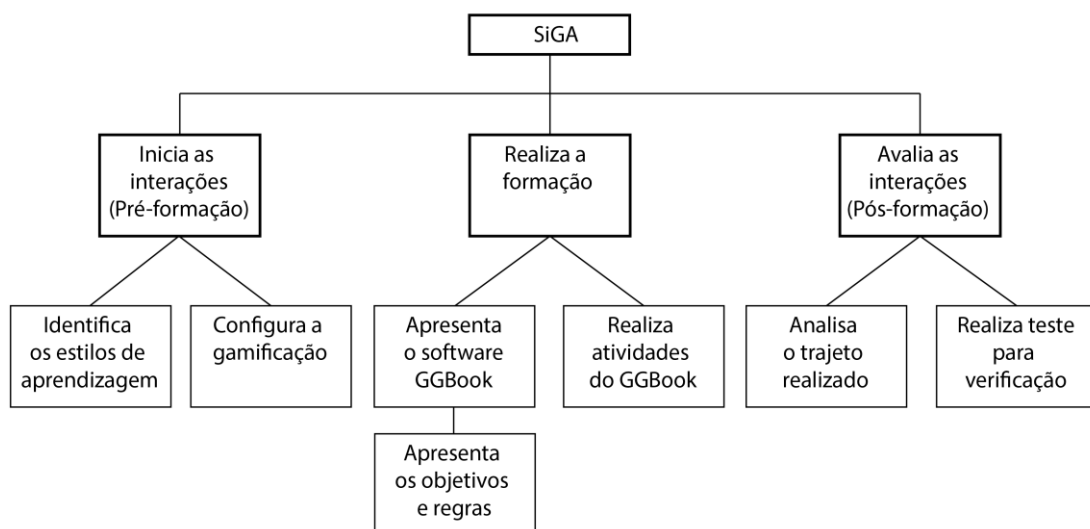 SiGA
Inicia as
interações
(Pré-formação)
Realiza a
formação
Avalia as
interações
(Pós-formação)
Identifica
os estilos de
aprendizagem
Configura a
gamificação
Apresenta
o software
GGBook
Realiza
atividades
do GGBook
Analisa
o trajeto
realizado
Realiza teste
para
verificação
Apresenta
os objetivos
e regras